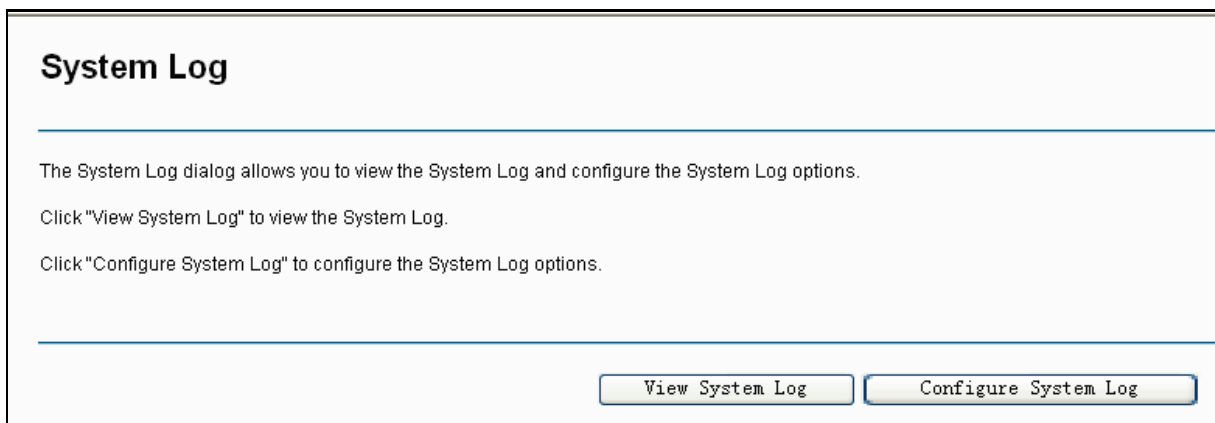 System Log
The System Log dialog allows you to view the System Log and configure the System Log options.
Click "View System Log" to view the System Log.
Click "Configure System Log" to configure the System Log options.
View System Log
Configure System Log